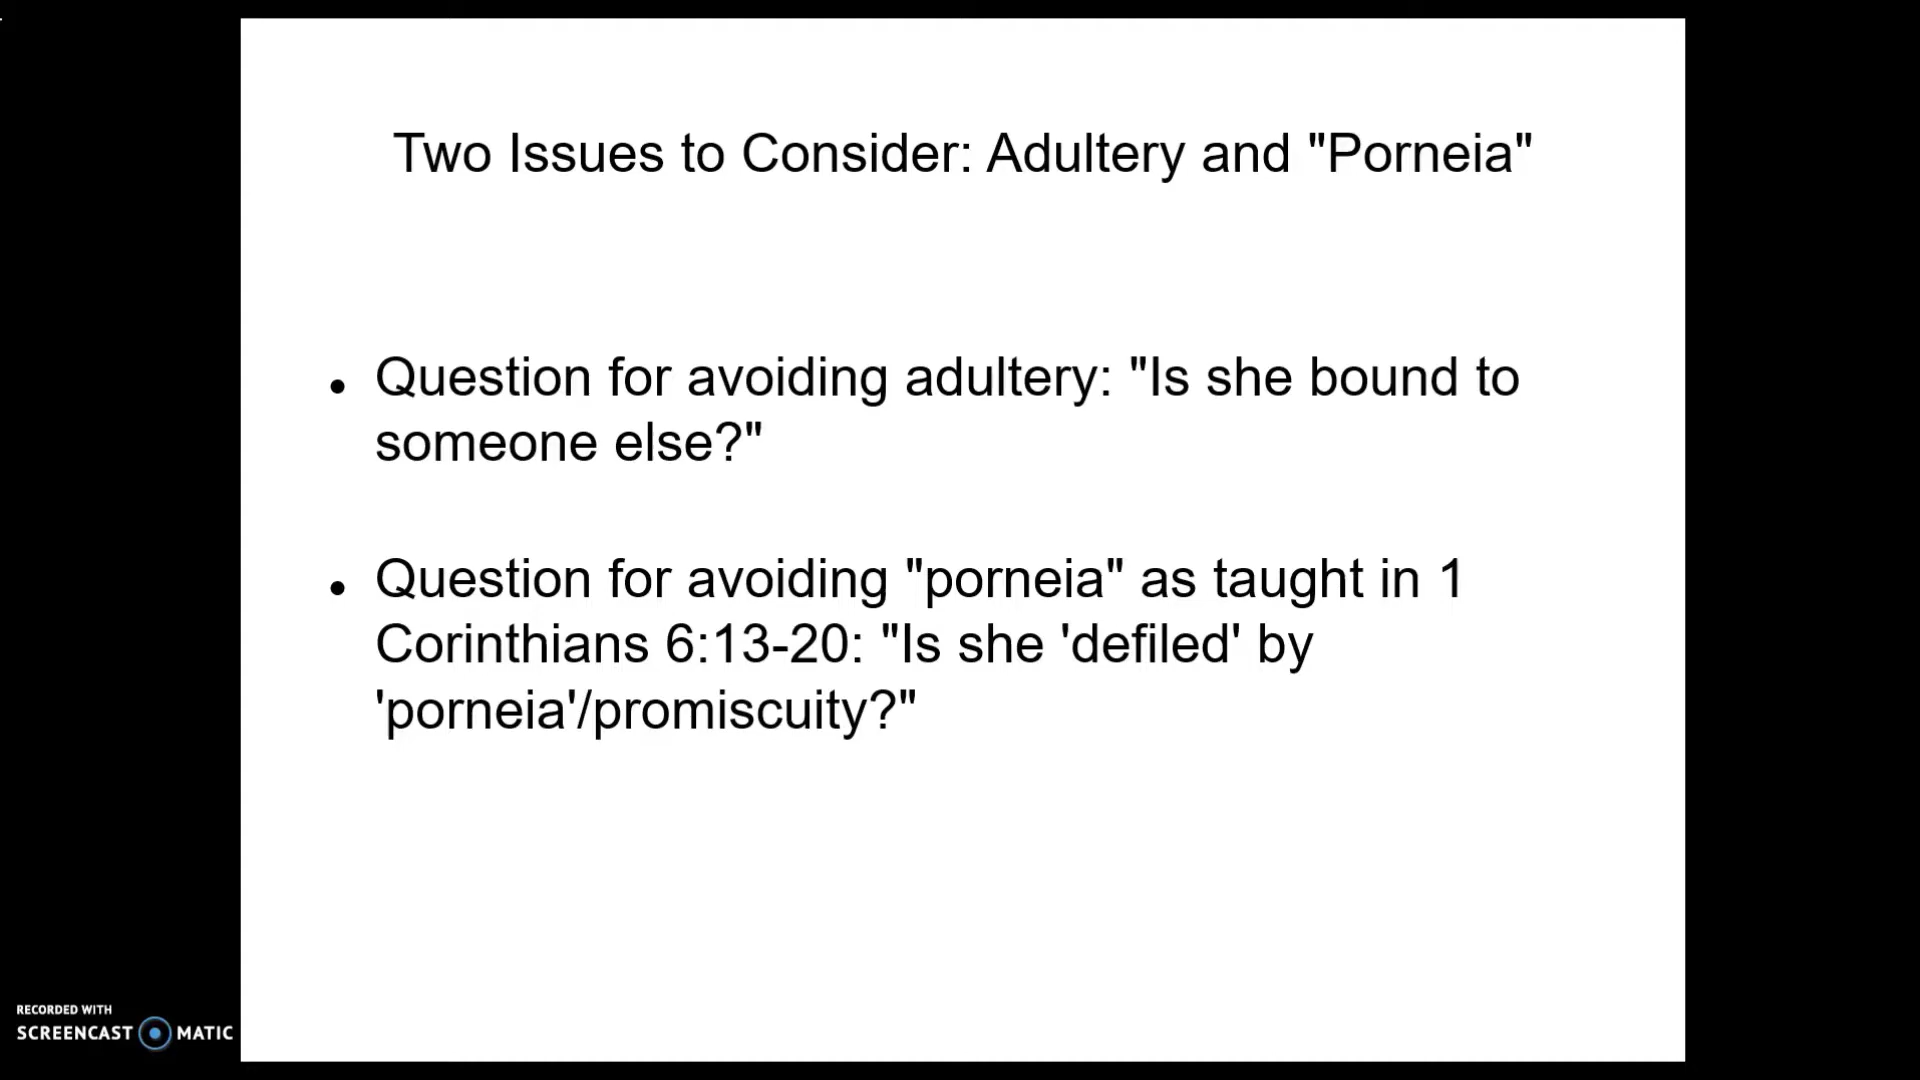 Two Issues to Consider: Adultery and "Porneia"
• Question for avoiding adultery: "Is she bound to
someone else?"
• Question for avoiding "porneia" as taught in 1
Corinthians 6:13-20: "Is she 'defiled' by
'porneia'/promiscuity?"
RECORDED WITH
SCREENCAST MATIC